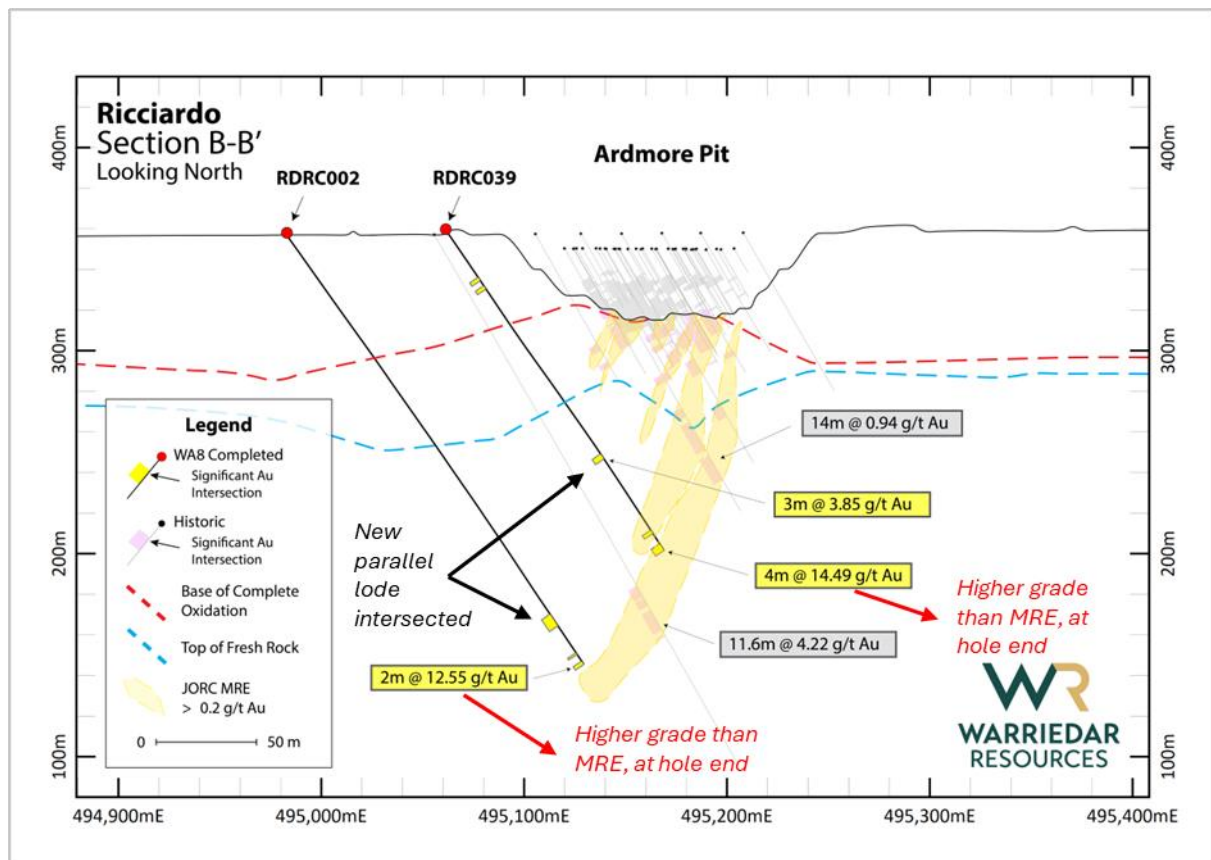 Ricciardo
Section B-B'
Looking North
Ardmore Pit
RDRC002
RDRC039
400m
300m
200m
100m
400m
300m
200m
100m
Legend
WA8 Completed
Significant Au
Intersection
Historic
Significant Au
Intersection
Base of Complete
Oxidation
Top of Fresh Rock
JORC MRE
> 0.2 g/t Au
0 50 m
New
parallel
lode
intersected
14m @ 0.94 g/t Au
3m @ 3.85 g/t Au
4m @ 14.49 g/t Au
11.6m @ 4.22 g/t Au
2m @ 12.55 g/t Au
Higher grade
than MRE, at
hole end
Higher grade than
MRE, at hole end
WR
WARRIEDAR
RESOURCES
494,900mE 495,000mE 495,100mE 495,200mE 495,300mE 495,400mE